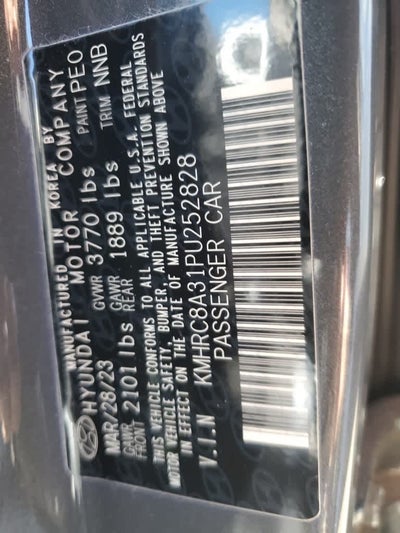 MANUFACTURED IN KOREA BY
HYUNDAI MOTOR COMPANY
MAR/28/23 GVWR 3770 lbs PAINT PEO
GAWR FRONT 2101 lbs GAWR REAR 1889 lbs TRIM NNB
THIS VEHICLE CONFORMS TO ALL APPLICABLE U.S.A. FEDERAL
MOTOR VEHICLE SAFETY, BUMPER, AND THEFT PREVENTION STANDARDS
IN EFFECT ON THE DATE OF MANUFACTURE SHOWN ABOVE
V.I.N KMHRC8A31PU252828
PASSENGER CAR